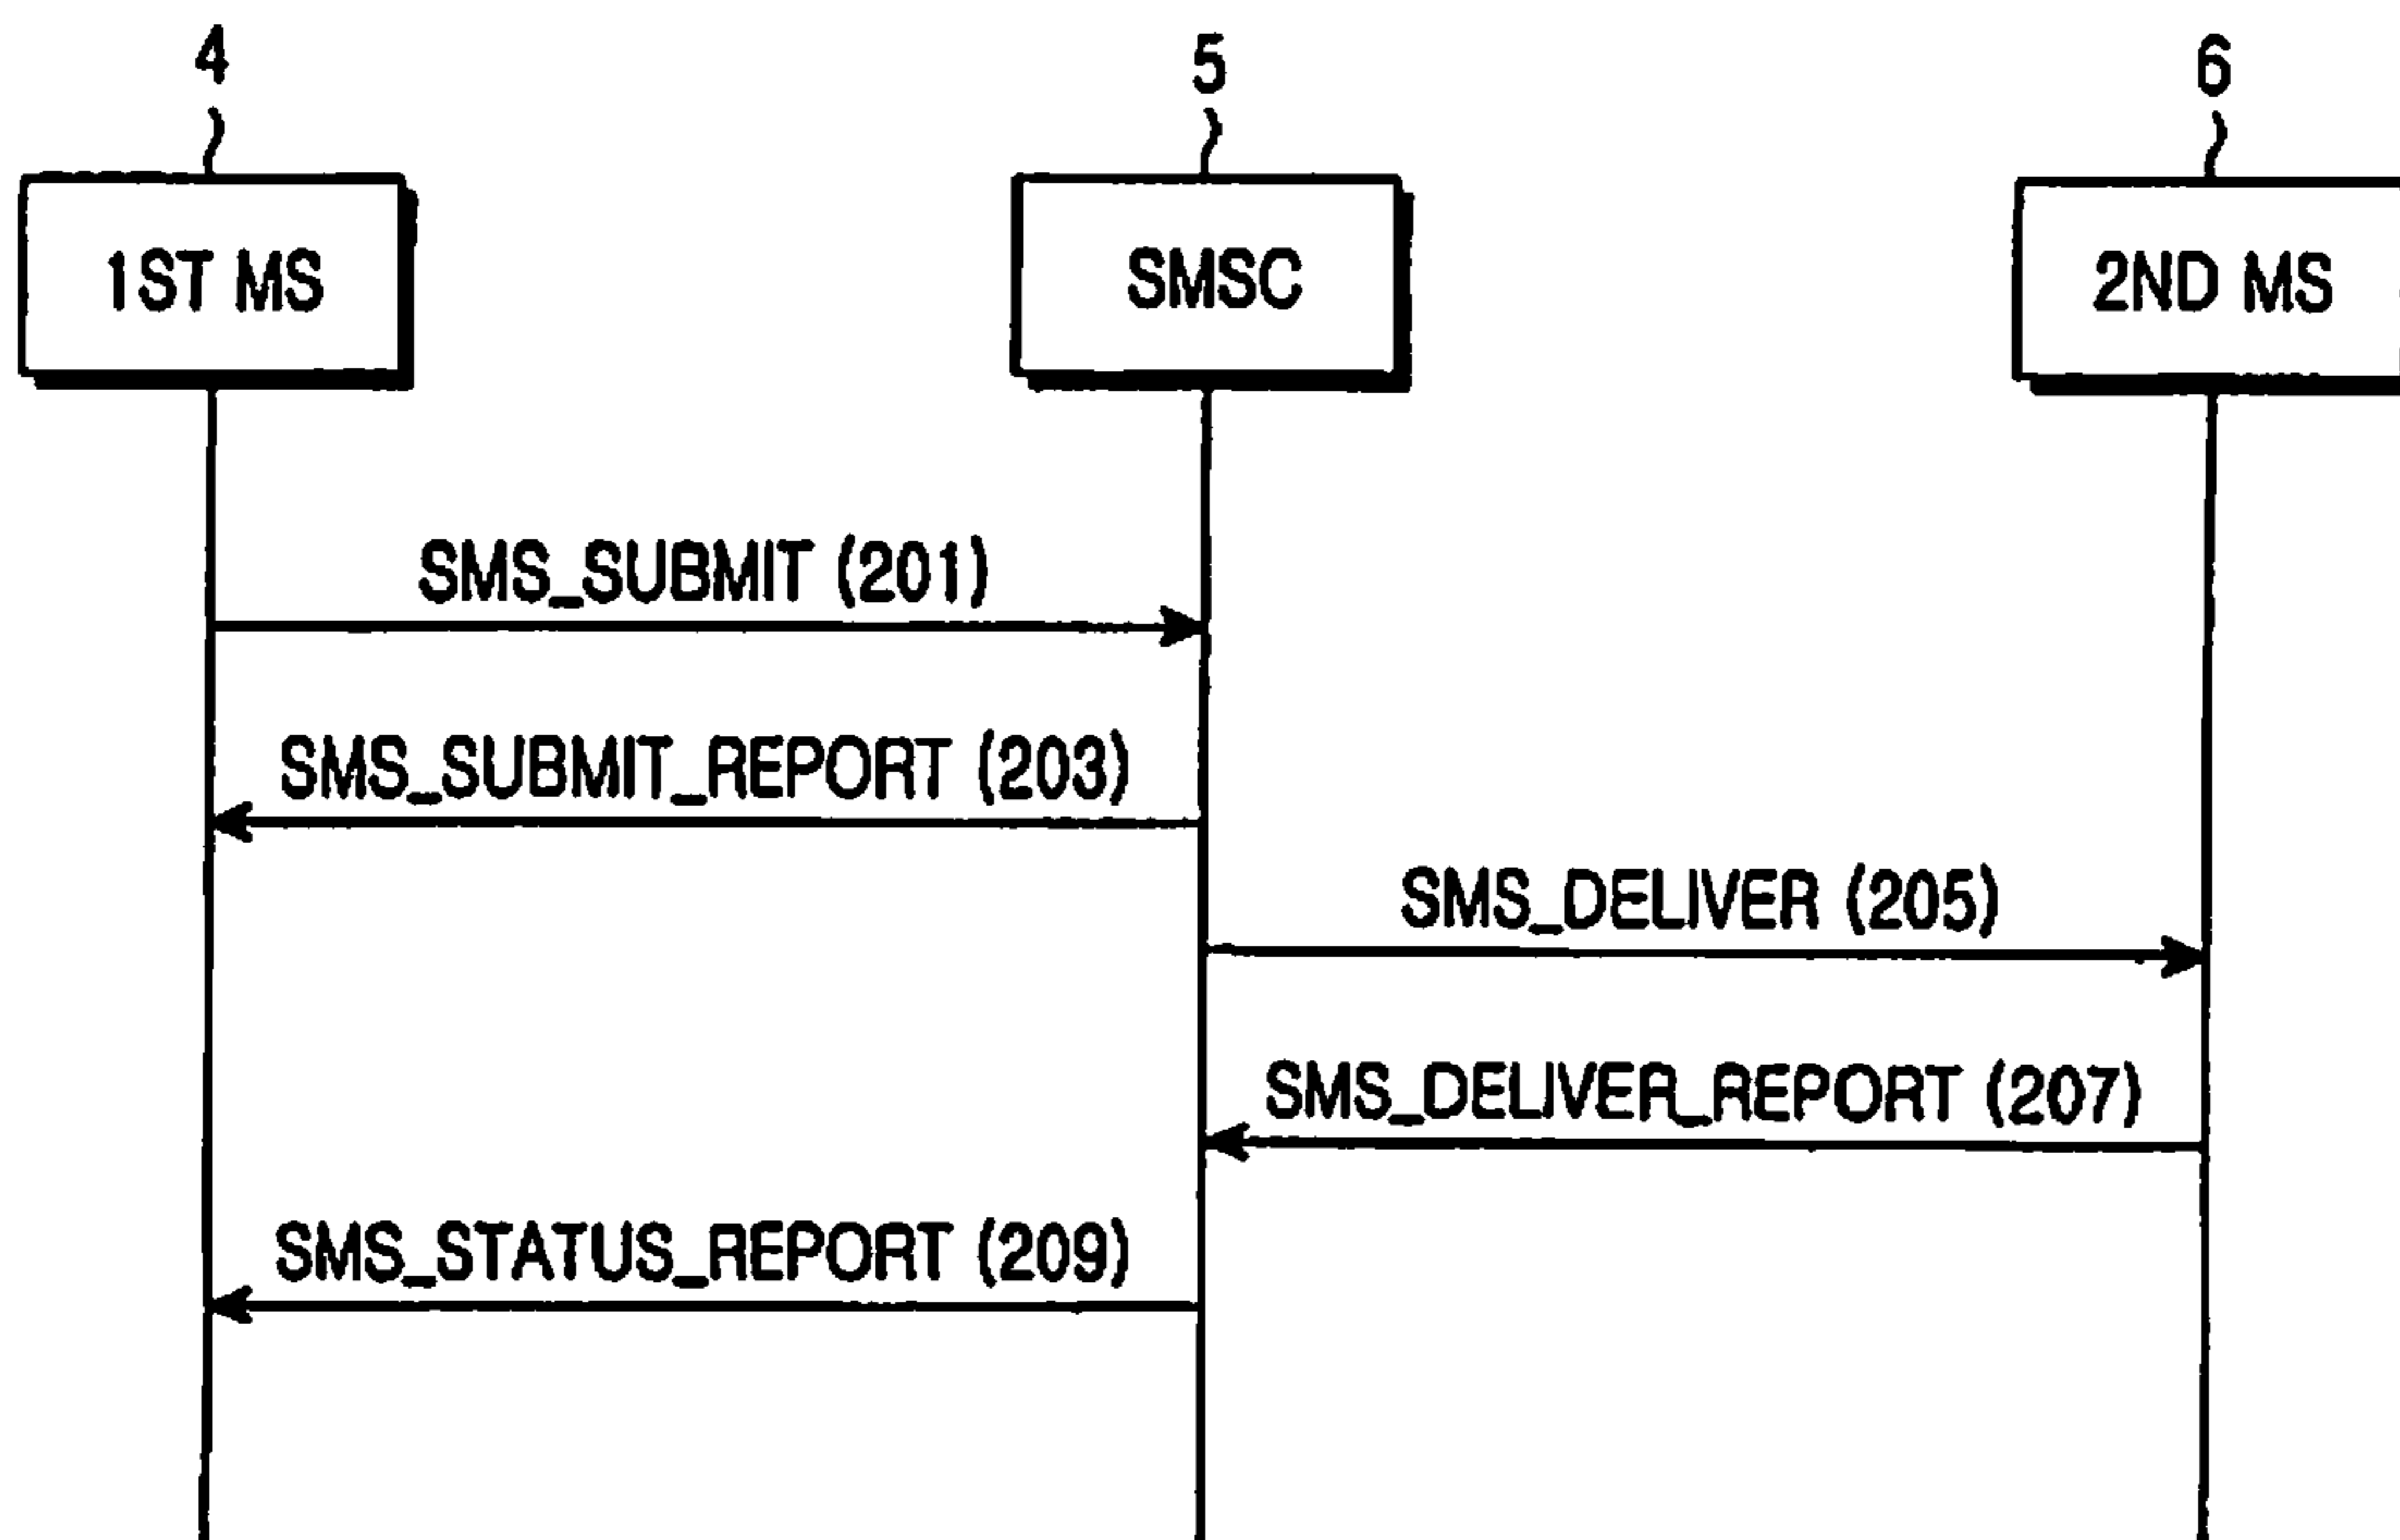 4
5
6
1ST MS
SMSC
2ND MS
SMS_SUBMIT (201)
SMS_SUBMIT_REPORT (203)
SMS_DELIVER (205)
SMS_DELIVER_REPORT (207)
SMS_STATUS_REPORT (209)